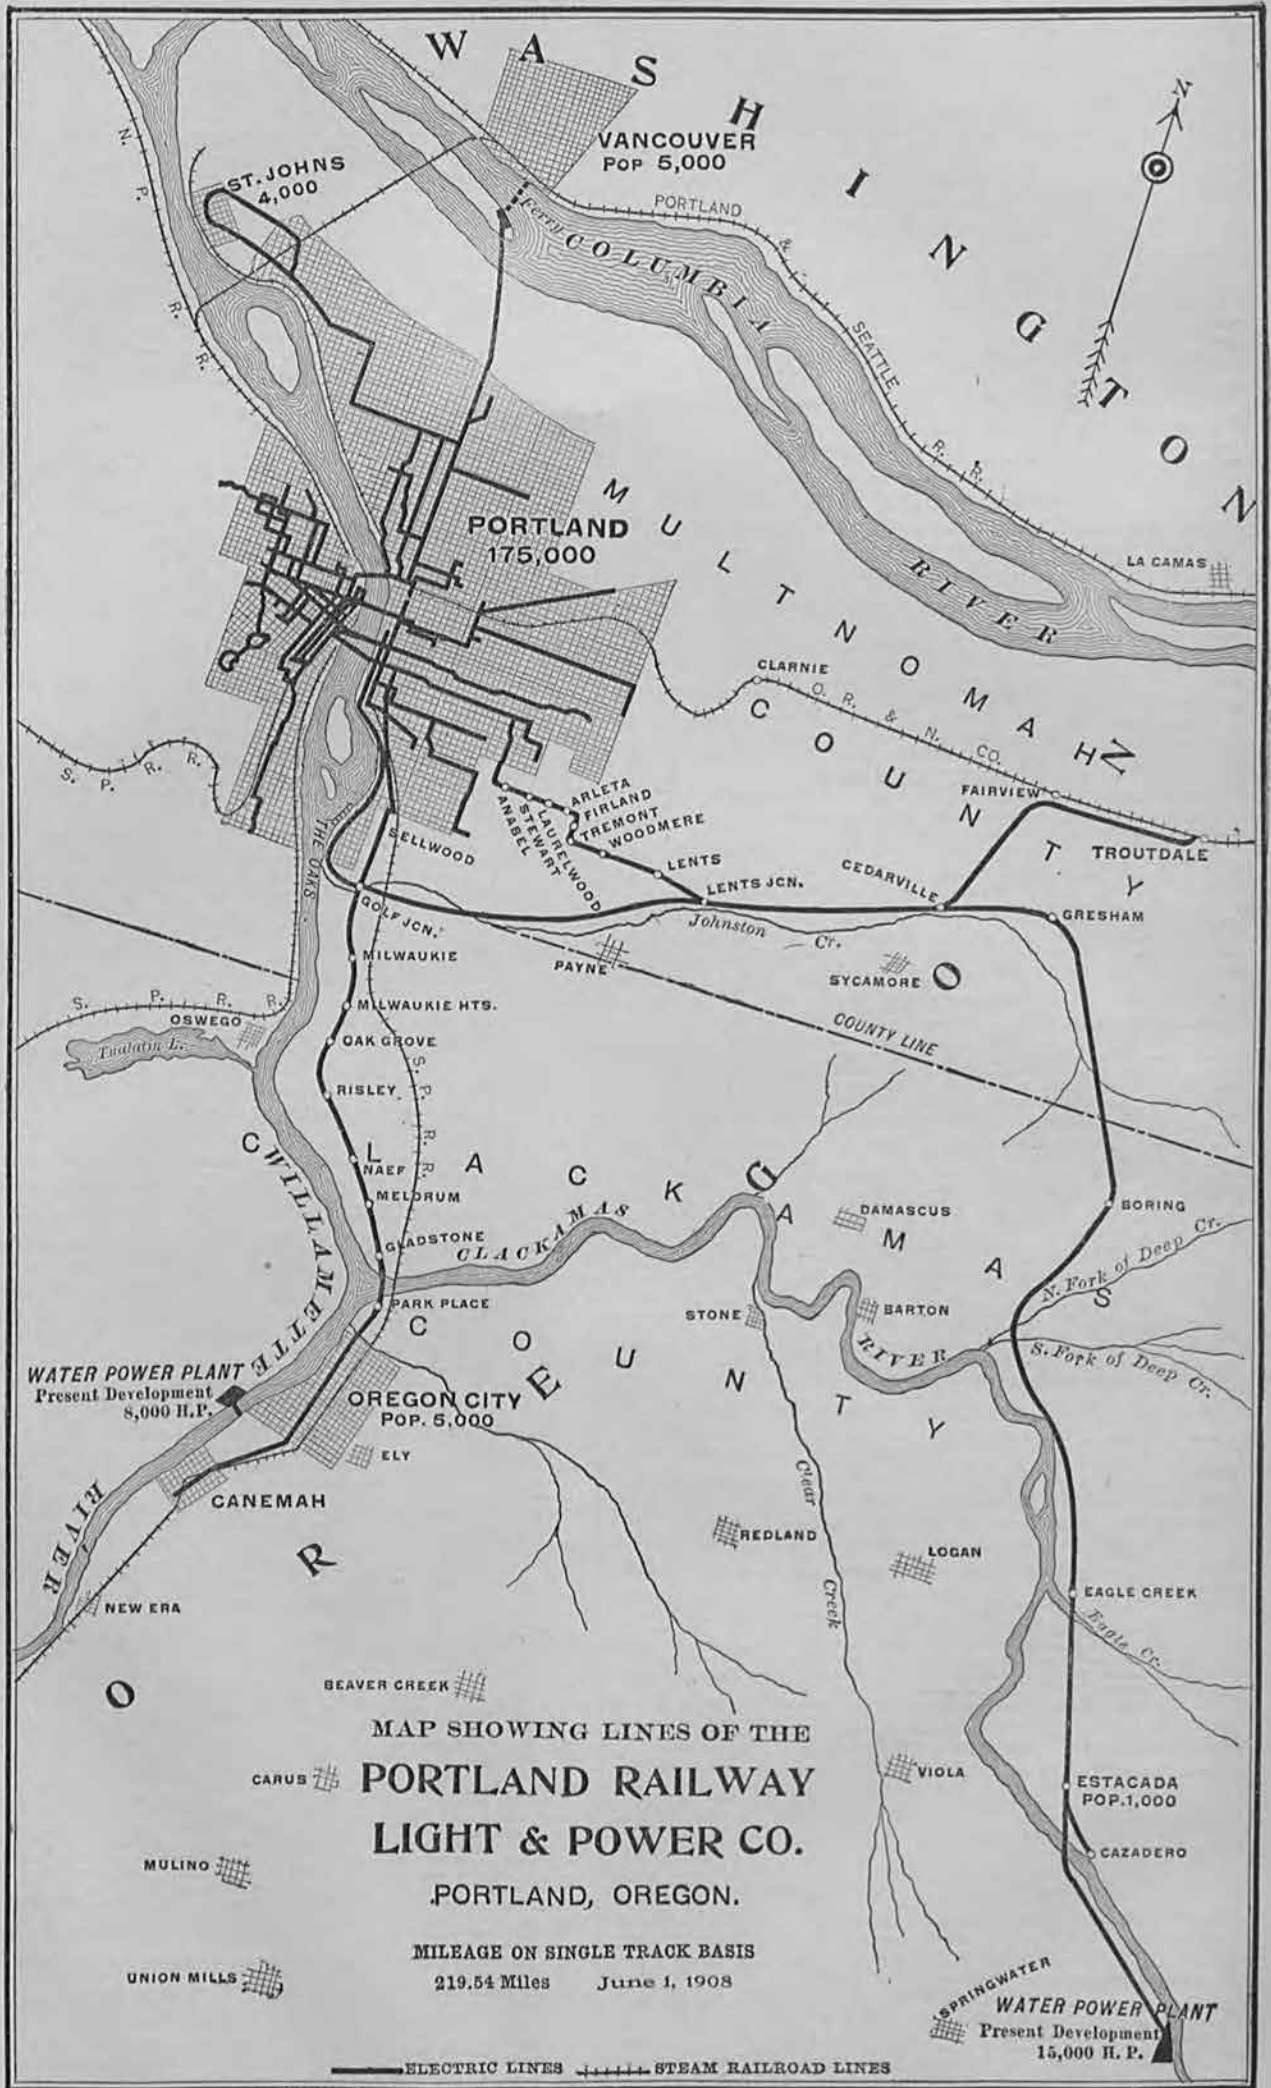 WASHINGTON
N
VANCOUVER
POP 5,000
ST. JOHNS
4,000
N. P. R. R.
PORTLAND & SEATTLE R. R.
Ferry
COLUMBIA RIVER
MULTNOMAH COUNTY
PORTLAND
175,000
LA CAMAS
CLARNIE
O. R. & N. CO.
FAIRVIEW
TROUTDALE
S. P. R. R.
ARLETA
FIRLAND
TREMONT
WOODMERE
ANABEL
STEWART
LAURELWOOD
LENTS
LENTS JCN.
CEDARVILLE
GRESHAM
SELLWOOD
THE OAKS
GOLF JCN.
Johnston Cr.
PAYNE
SYCAMORE
COUNTY LINE
MILWAUKIE
MILWAUKIE HTS.
S. P. R. R.
OSWEGO
Tualatin L.
OAK GROVE
RISLEY
S. P. R. R.
NAEF
MELDRUM
GLADSTONE
PARK PLACE
CLACKAMAS COUNTY
WILLAMETTE RIVER
CLACKAMAS RIVER
DAMASCUS
BORING
STONE
BARTON
N. Fork of Deep Cr.
S. Fork of Deep Cr.
WATER POWER PLANT
Present Development
8,000 H.P.
OREGON CITY
POP. 5,000
ELY
CANEMAH
OREGON
Clear Creek
REDLAND
LOGAN
EAGLE CREEK
Eagle Cr.
NEW ERA
BEAVER CREEK
CARUS
VIOLA
ESTACADA
POP. 1,000
CAZADERO
MULINO
UNION MILLS
MAP SHOWING LINES OF THE
PORTLAND RAILWAY
LIGHT & POWER CO.
PORTLAND, OREGON.
MILEAGE ON SINGLE TRACK BASIS
219.54 Miles June 1, 1908
SPRINGWATER
WATER POWER PLANT
Present Development
15,000 H. P.
ELECTRIC LINES STEAM RAILROAD LINES